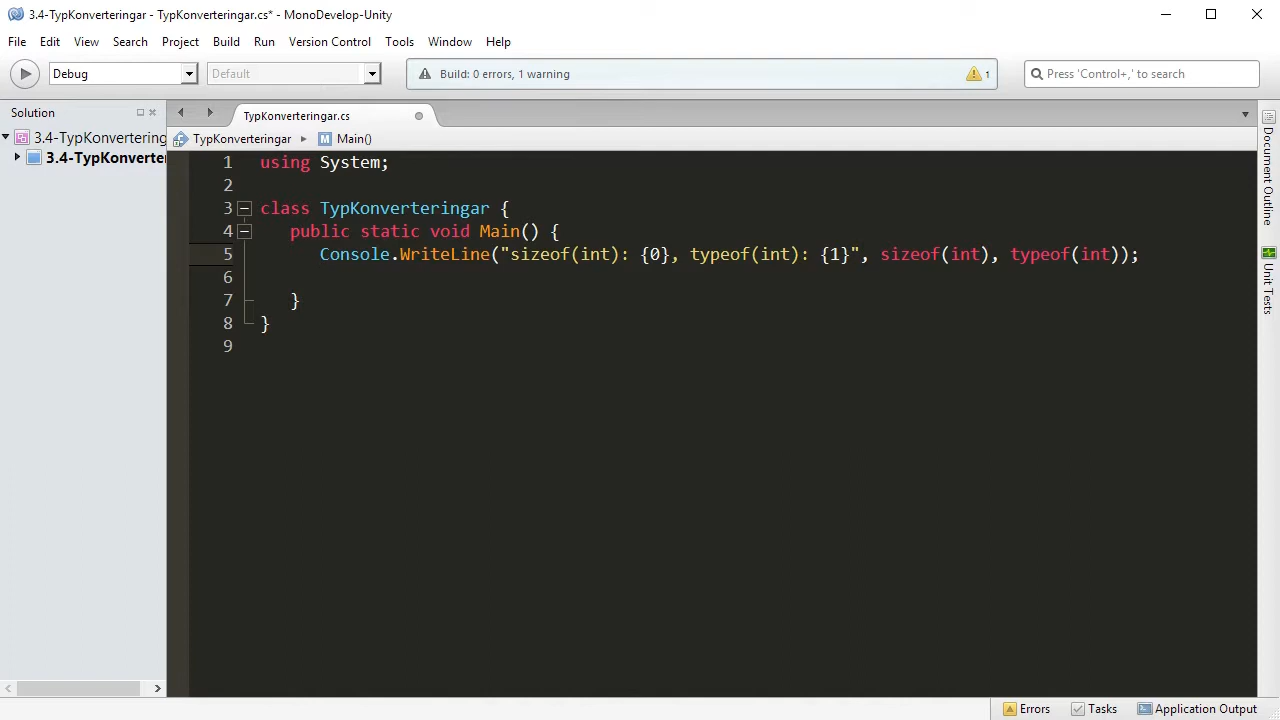 3.4-TypKonverteringar - TypKonverteringar.cs* - MonoDevelop-Unity
File Edit View Search Project Build Run Version Control Tools Window Help
Debug Default Build: 0 errors, 1 warning 1 Press 'Control+,' to search
Solution TypKonverteringar.cs
3.4-TypKonvertering TypKonverteringar Main()
3.4-TypKonverter
1 using System;
2
3 class TypKonverteringar {
4 public static void Main() {
5 Console.WriteLine("sizeof(int): {0}, typeof(int): {1}", sizeof(int), typeof(int));
6
7 }
8 }
9
Document Outline
Unit Tests
Errors Tasks Application Output